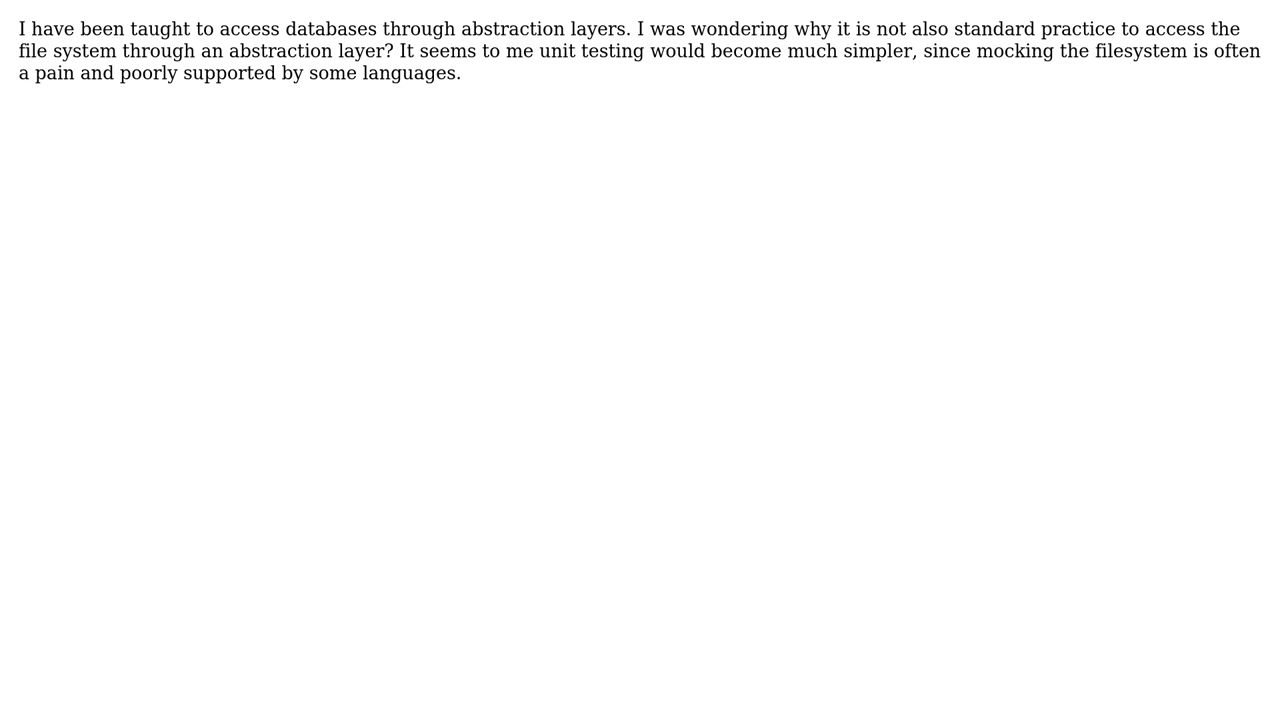 I have been taught to access databases through abstraction layers. I was wondering why it is not also standard practice to access the
file system through an abstraction layer? It seems to me unit testing would become much simpler, since mocking the filesystem is often
a pain and poorly supported by some languages.